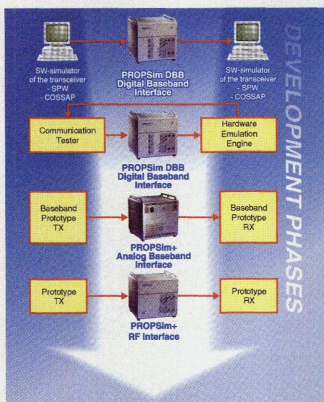 SW-simulator
of the transceiver
- SPW
- COSSAP
PROPSim DBB
Digital Baseband
Interface
SW-simulator
of the transceiver
- SPW
- COSSAP
Communication
Tester
PROPSim DBB
Digital Baseband
Interface
Hardware
Emulation
Engine
Baseband
Prototype
TX
PROPSim+
Analog Baseband
Interface
Baseband
Prototype
RX
Prototype
TX
PROPSim+
RF Interface
Prototype
RX
DEVELOPMENT PHASES